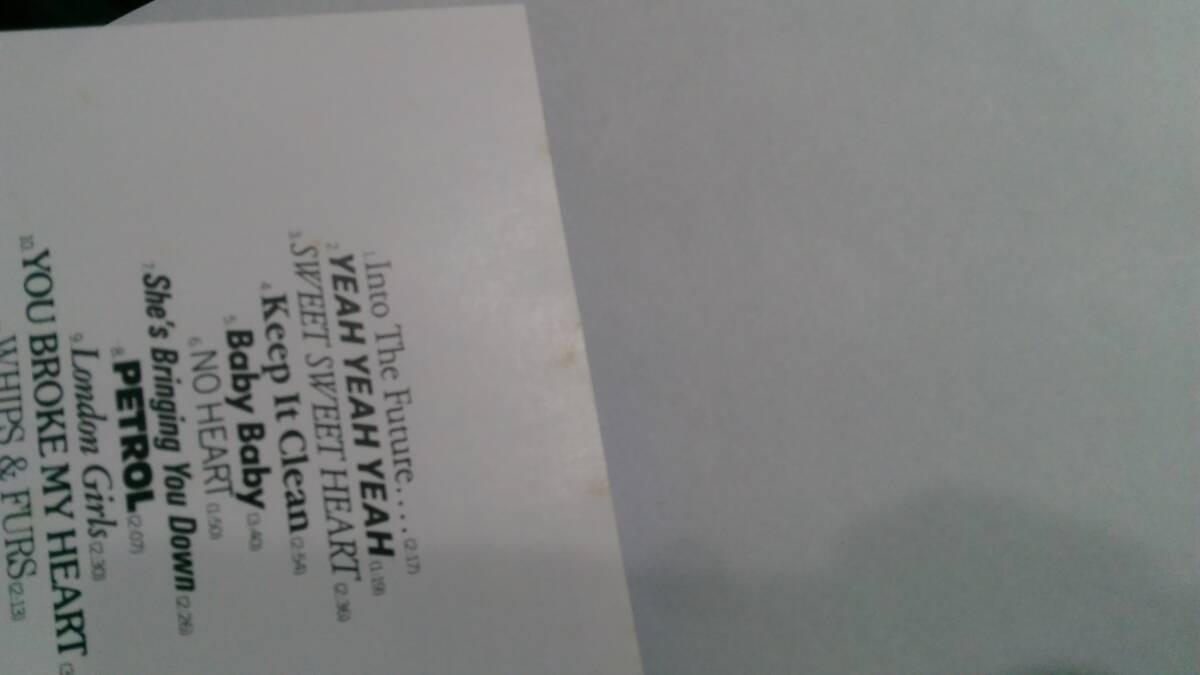 1. Into The Future.... (2:17)
2. YEAH YEAH YEAH (1:19)
3. SWEET SWEET HEART (2:36)
4. Keep It Clean (2:54)
5. Baby Baby (3:40)
6. NO HEART (1:50)
7. She's Bringing You Down (2:26)
8. PETROL (2:07)
9. London Girls (2:30)
10. YOU BROKE MY HEART (3
WHIPS & FURS (2:13)